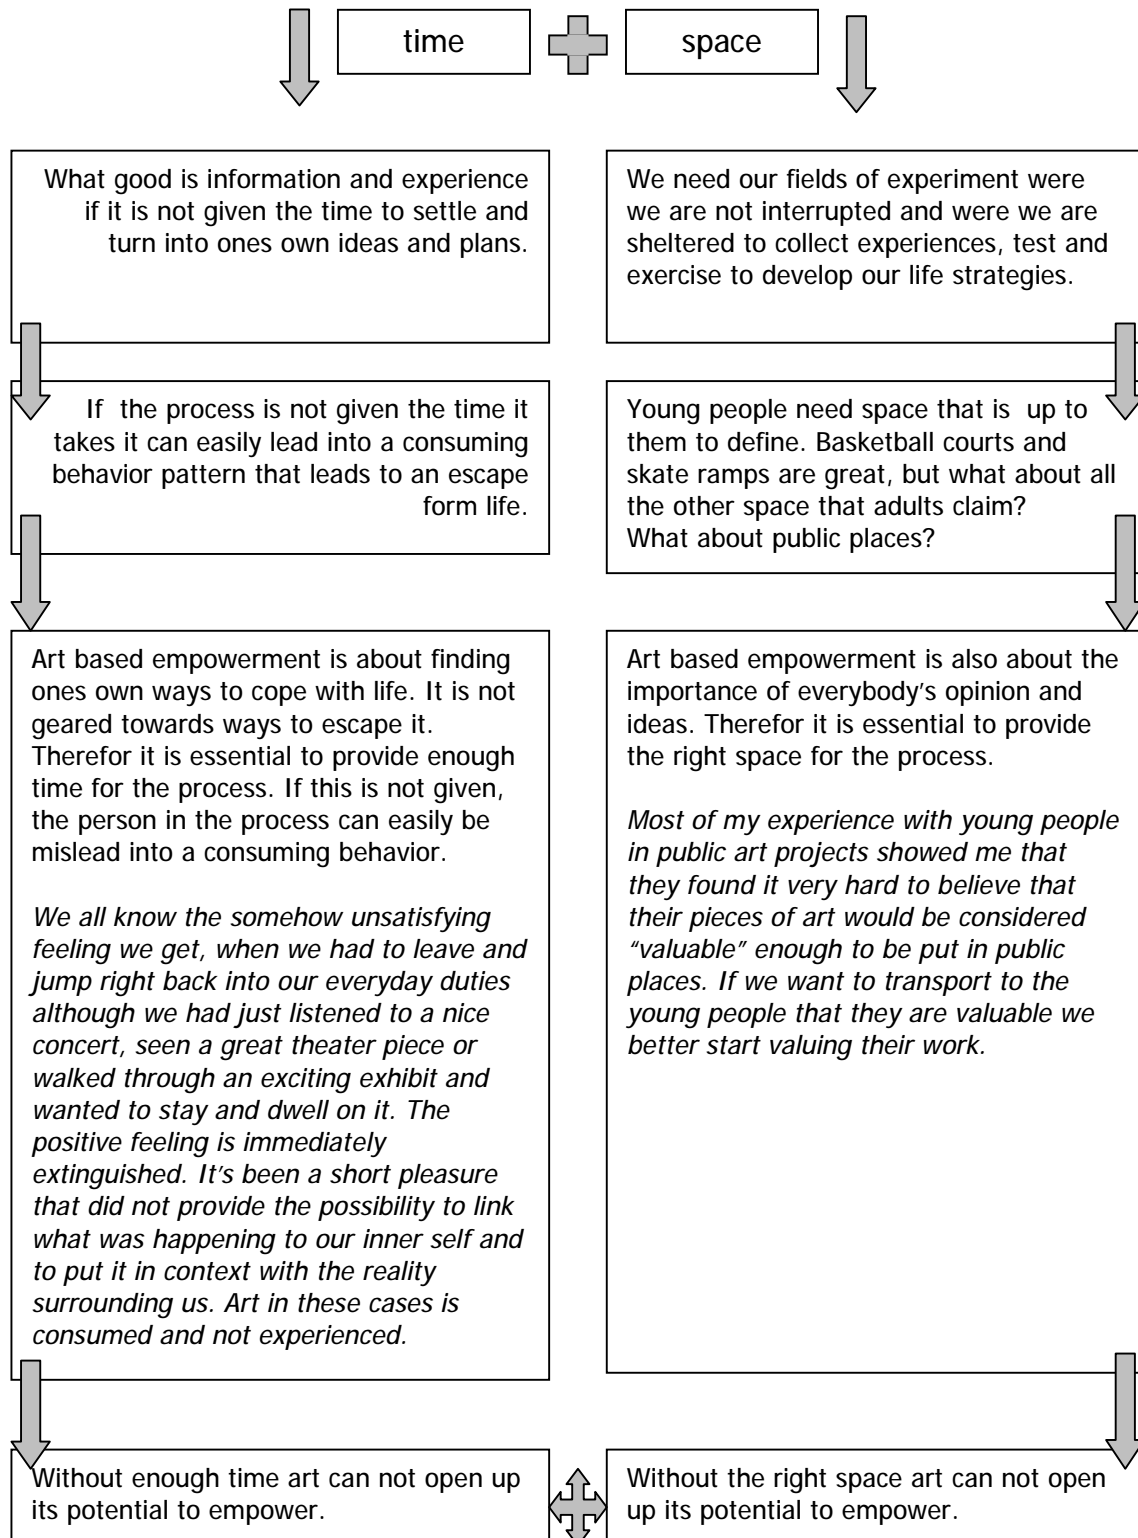 time
space
What good is information and experience
if it is not given the time to settle and
turn into ones own ideas and plans.
We need our fields of experiment were
we are not interrupted and were we are
sheltered to collect experiences, test and
exercise to develop our life strategies.
If  the process is not given the time it
takes it can easily lead into a consuming
behavior pattern that leads to an escape
form life.
Young people need space that is  up to
them to define. Basketball courts and
skate ramps are great, but what about all
the other space that adults claim?
What about public places?
Art based empowerment is about finding
ones own ways to cope with life. It is not
geared towards ways to escape it.
Therefor it is essential to provide enough
time for the process. If this is not given,
the person in the process can easily be
mislead into a consuming behavior.
We all know the somehow unsatisfying
feeling we get, when we had to leave and
jump right back into our everyday duties
although we had just listened to a nice
concert, seen a great theater piece or
walked through an exciting exhibit and
wanted to stay and dwell on it. The
positive feeling is immediately
extinguished. It's been a short pleasure
that did not provide the possibility to link
what was happening to our inner self and
to put it in context with the reality
surrounding us. Art in these cases is
consumed and not experienced.
Art based empowerment is also about the
importance of everybody's opinion and
ideas. Therefor it is essential to provide
the right space for the process.
Most of my experience with young people
in public art projects showed me that
they found it very hard to believe that
their pieces of art would be considered
“valuable” enough to be put in public
places. If we want to transport to the
young people that they are valuable we
better start valuing their work.
Without enough time art can not open up
its potential to empower.
Without the right space art can not open
up its potential to empower.